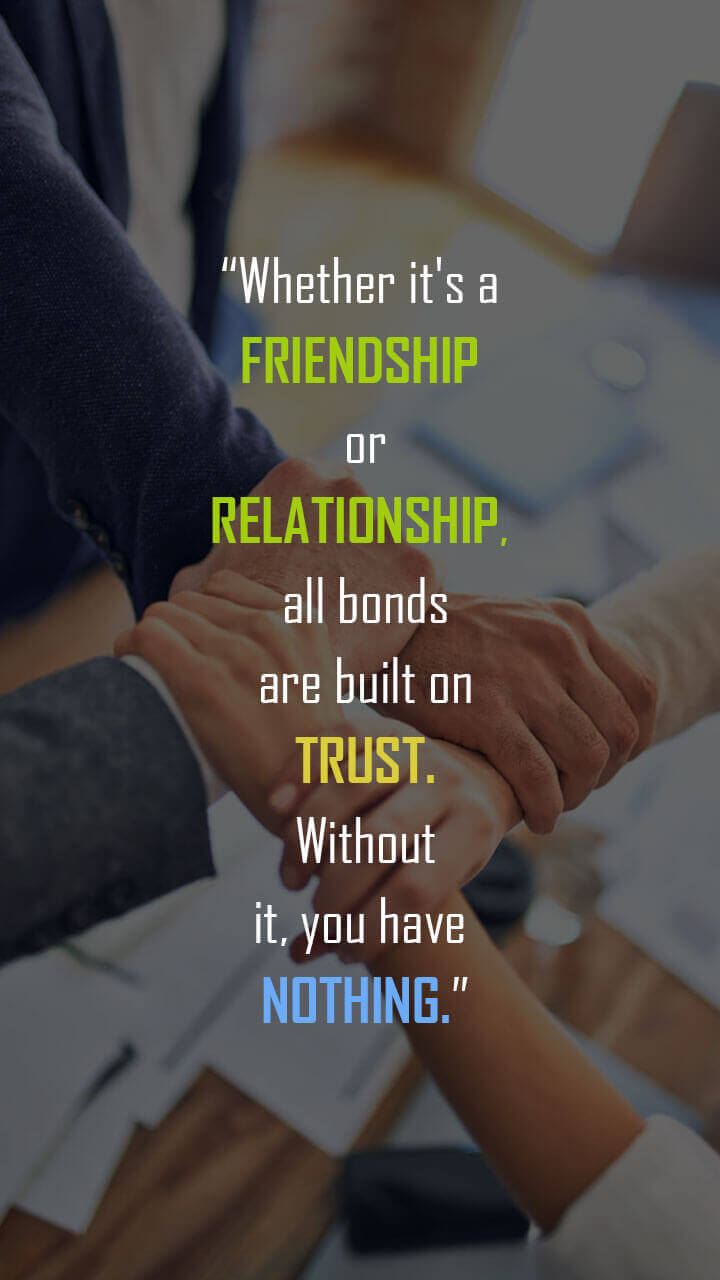 “Whether it's a
FRIENDSHIP
or
RELATIONSHIP,
all bonds
are built on
TRUST.
Without
it, you have
NOTHING.”